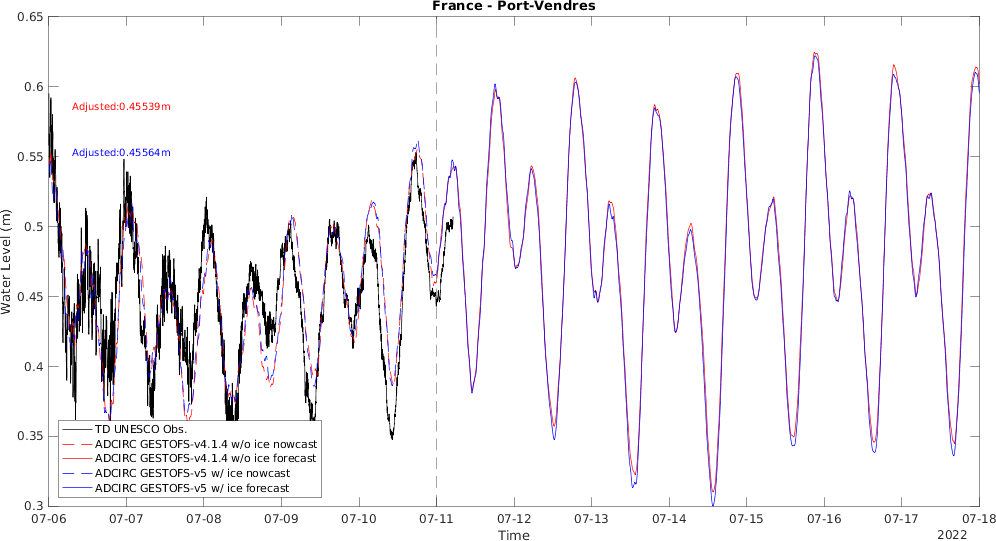 France - Port-Vendres
0.65
0.6
0.55
0.5
0.45
0.4
0.35
0.3
Water Level (m)
Adjusted:0.45539m
Adjusted:0.45564m
TD UNESCO Obs.
ADCIRC GESTOFS-v4.1.4 w/o ice nowcast
ADCIRC GESTOFS-v4.1.4 w/o ice forecast
ADCIRC GESTOFS-v5 w/ ice nowcast
ADCIRC GESTOFS-v5 w/ ice forecast
07-06 07-07 07-08 07-09 07-10 07-11 07-12 07-13 07-14 07-15 07-16 07-17 07-18
Time
2022